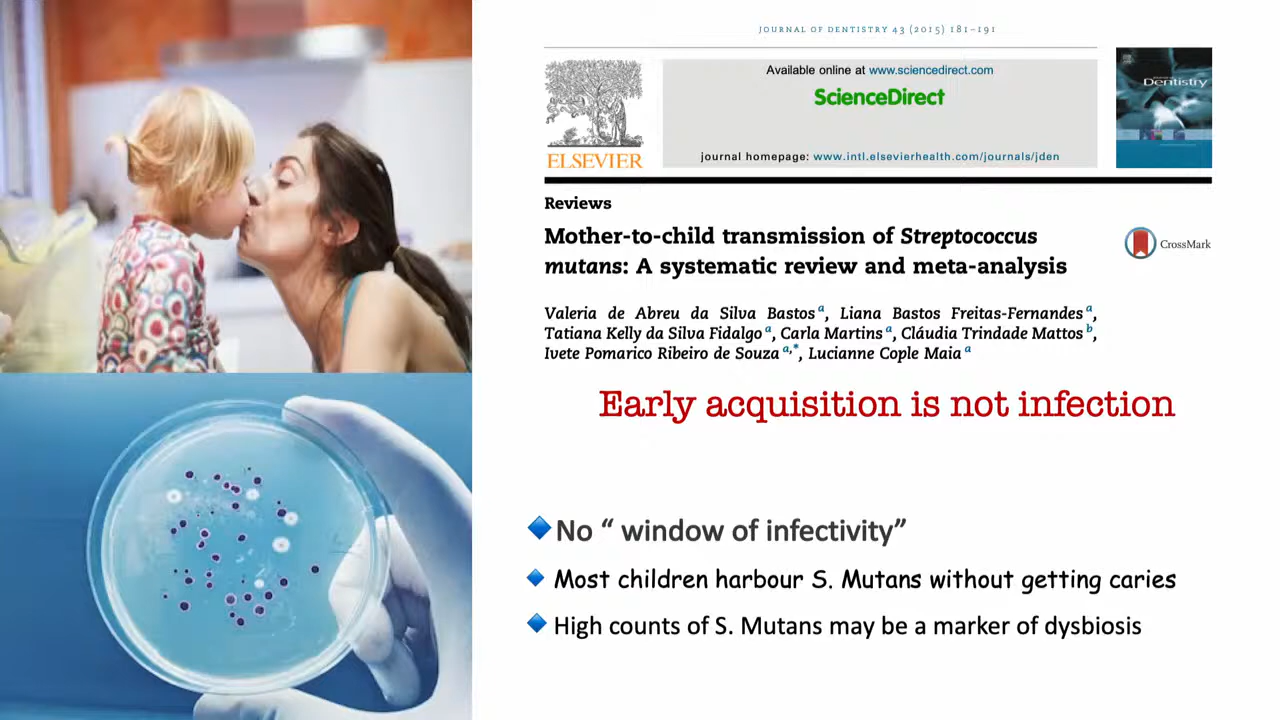 JOURNAL OF DENTISTRY 43 (2015) 181–191
Available online at www.sciencedirect.com
ScienceDirect
ELSEVIER
journal homepage: www.intl.elsevierhealth.com/journals/jden
Dentistry
Reviews
Mother-to-child transmission of Streptococcus
mutans: A systematic review and meta-analysis
CrossMark
Valeria de Abreu da Silva Bastos a, Liana Bastos Freitas-Fernandes a,
Tatiana Kelly da Silva Fidalgo a, Carla Martins a, Cláudia Trindade Mattos b,
Ivete Pomarico Ribeiro de Souza a,*, Lucianne Cople Maia a
Early acquisition is not infection
No “ window of infectivity”
Most children harbour S. Mutans without getting caries
High counts of S. Mutans may be a marker of dysbiosis